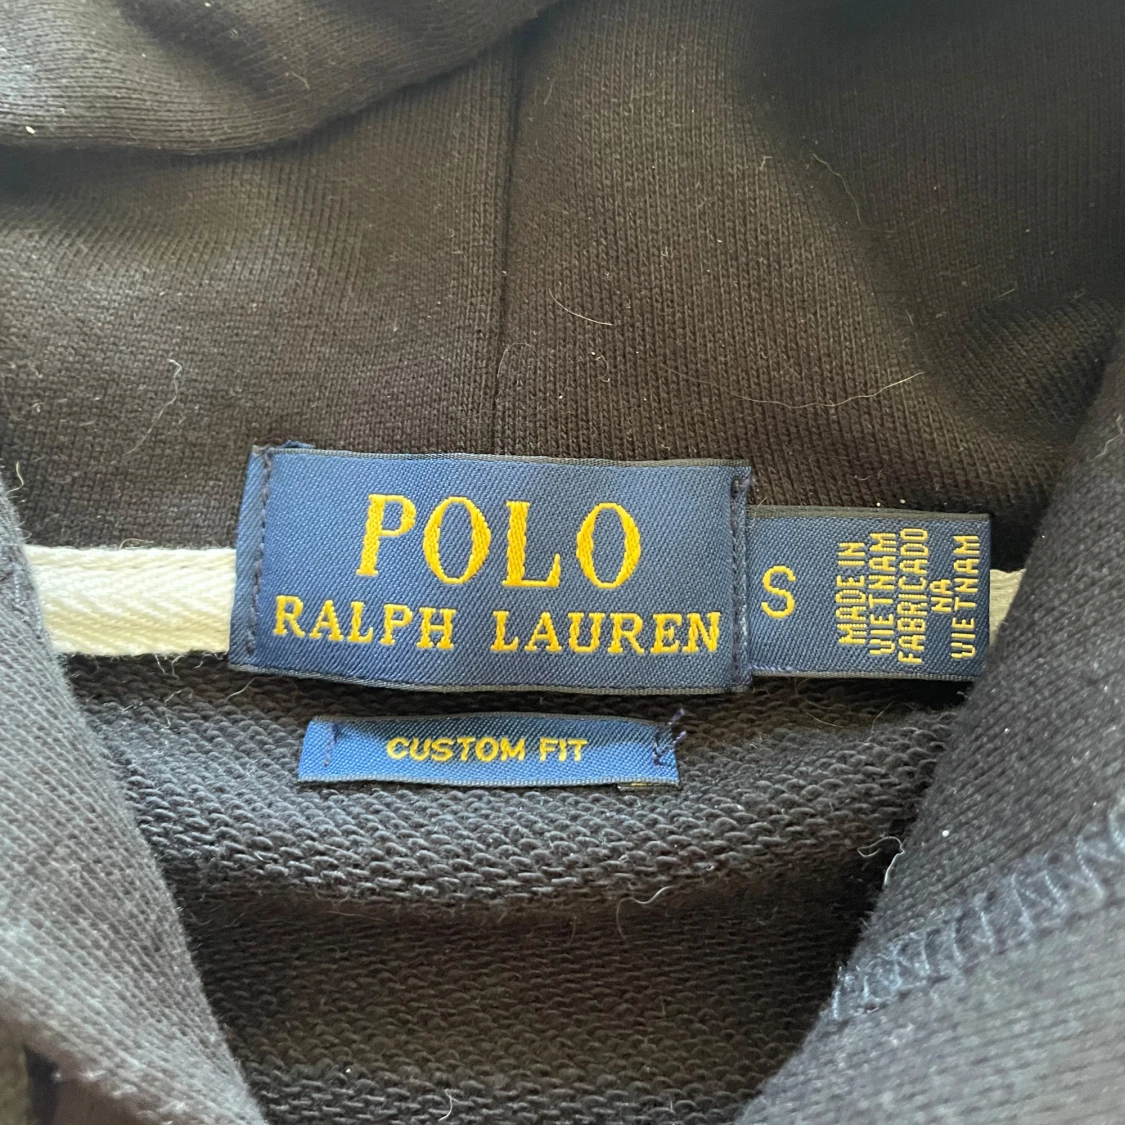 POLO
RALPH LAUREN
S
MADE IN
VIETNAM
FABRICADO
NA
VIETNAM
CUSTOM FIT